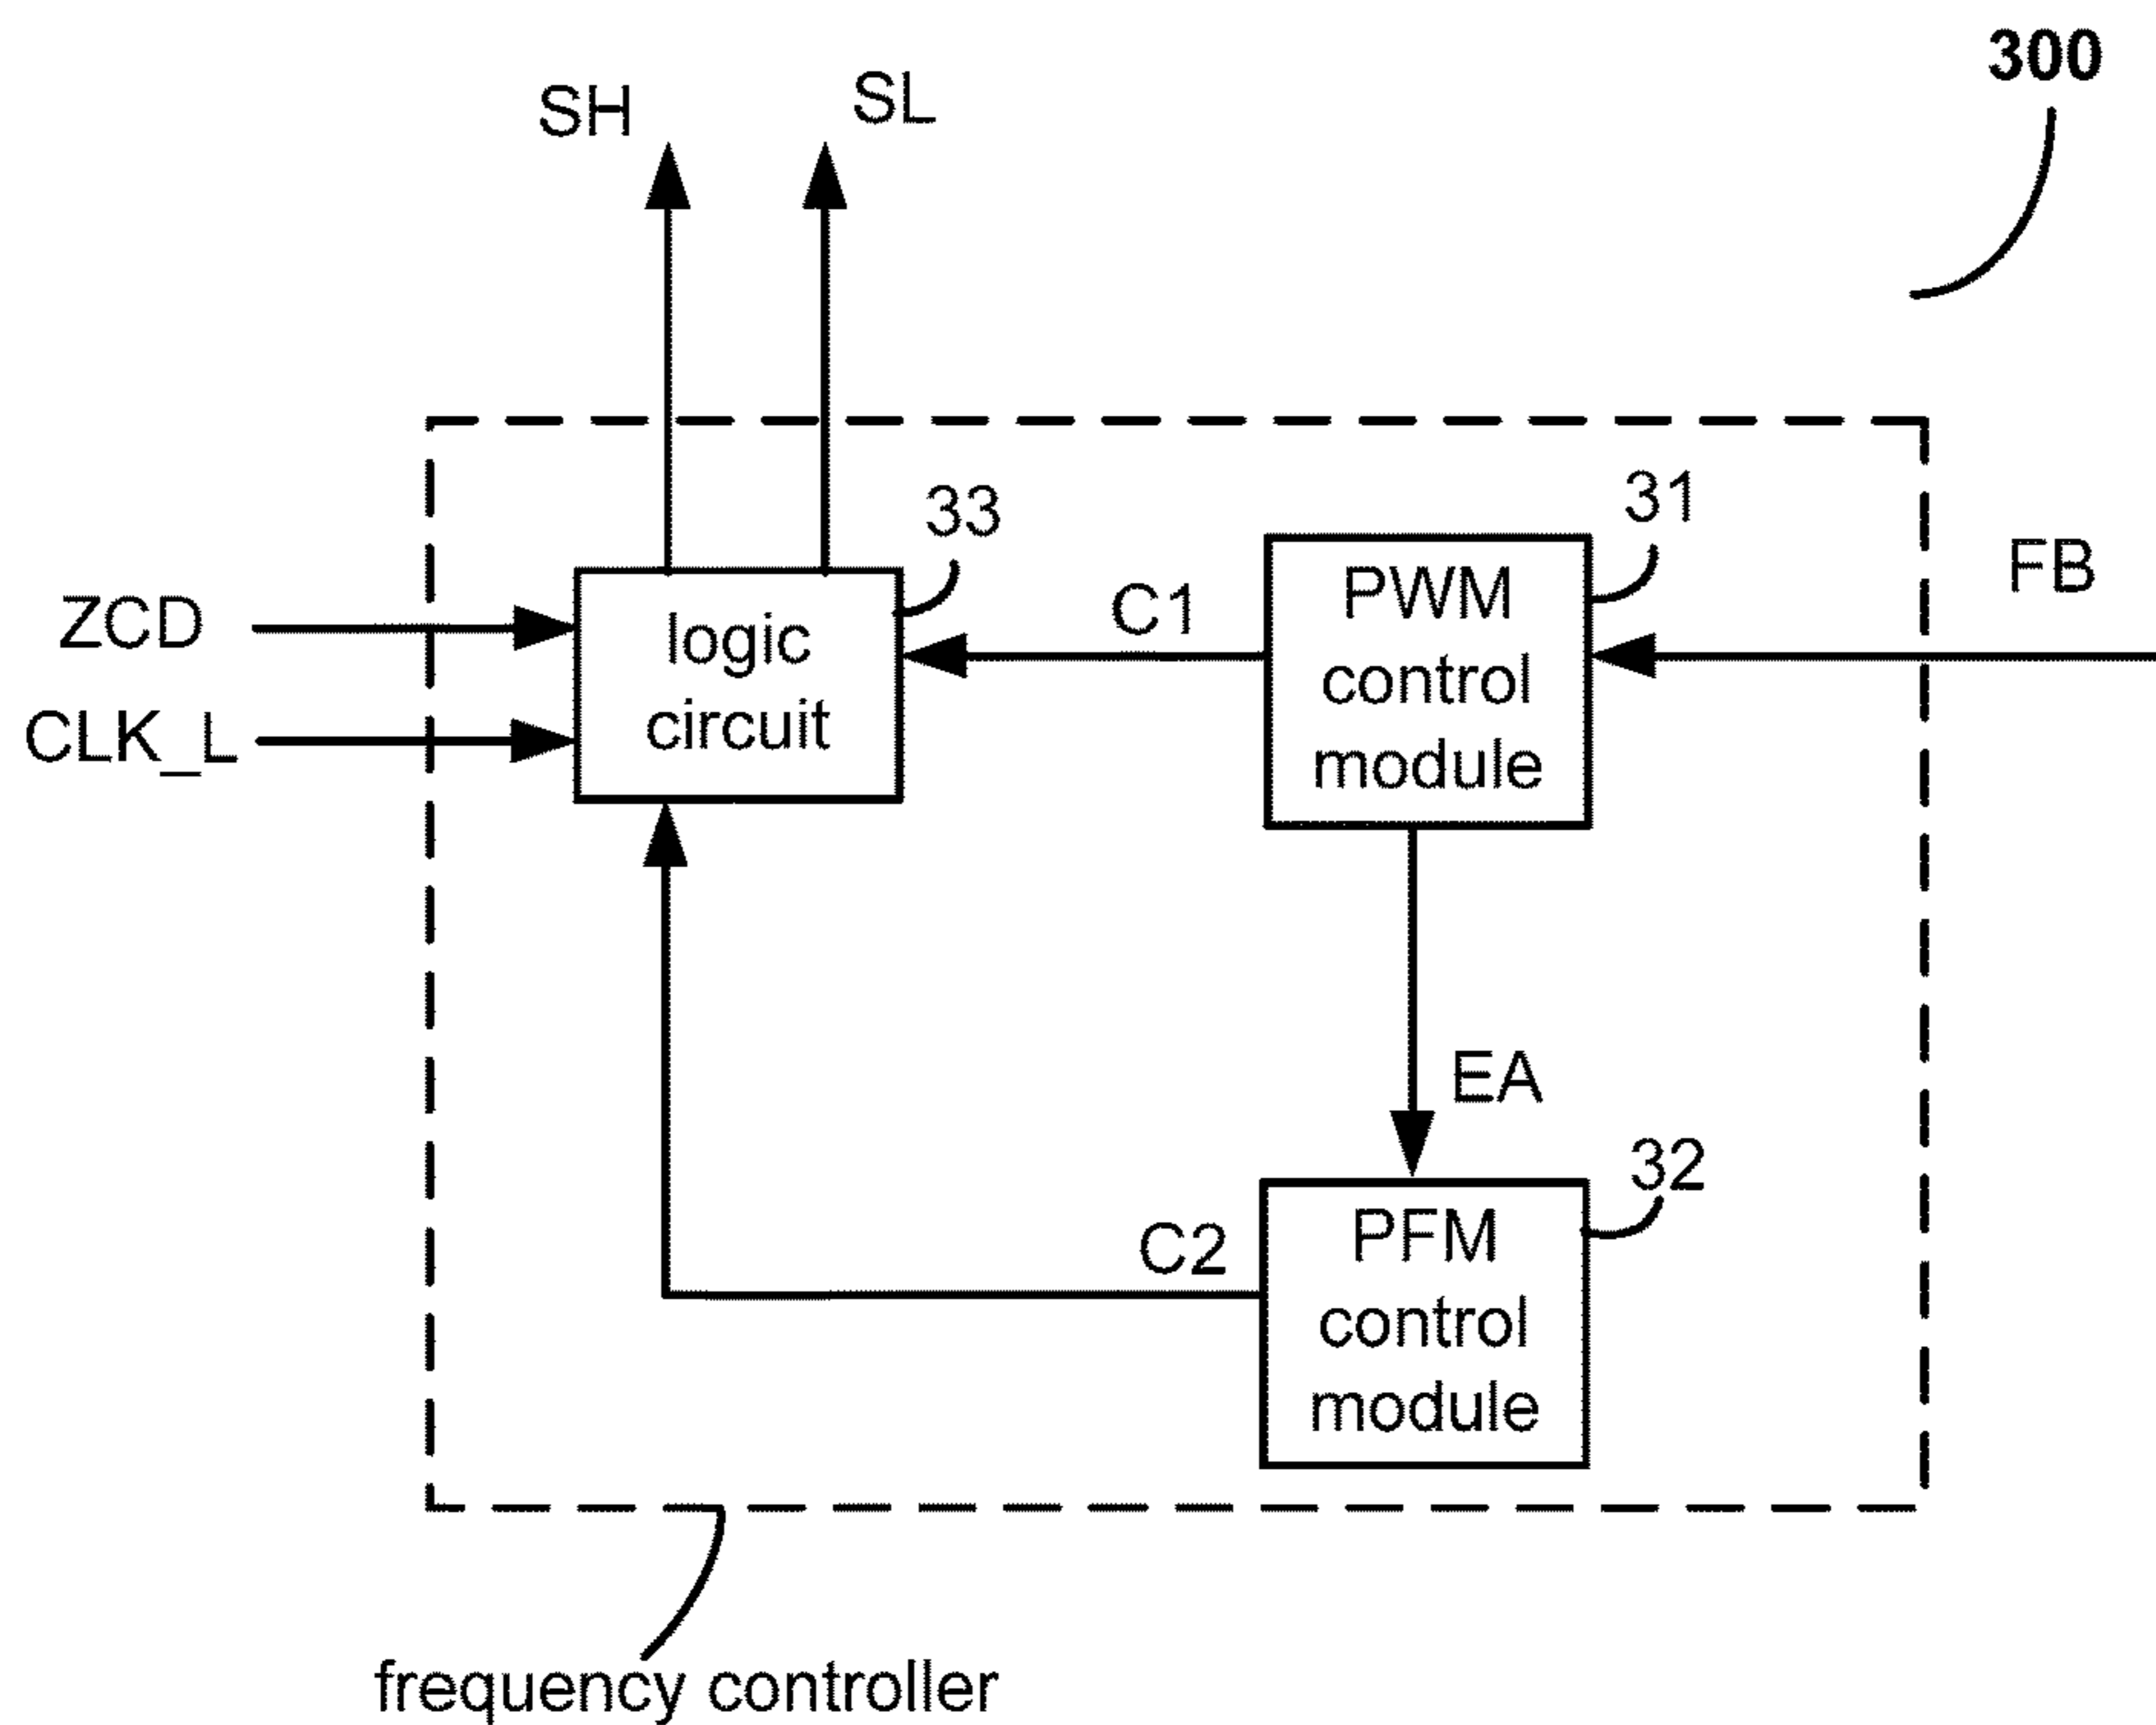 300
SH
SL
33
31
FB
ZCD
CLK_L
logic
circuit
C1
PWM
control
module
EA
32
C2
PFM
control
module
frequency controller